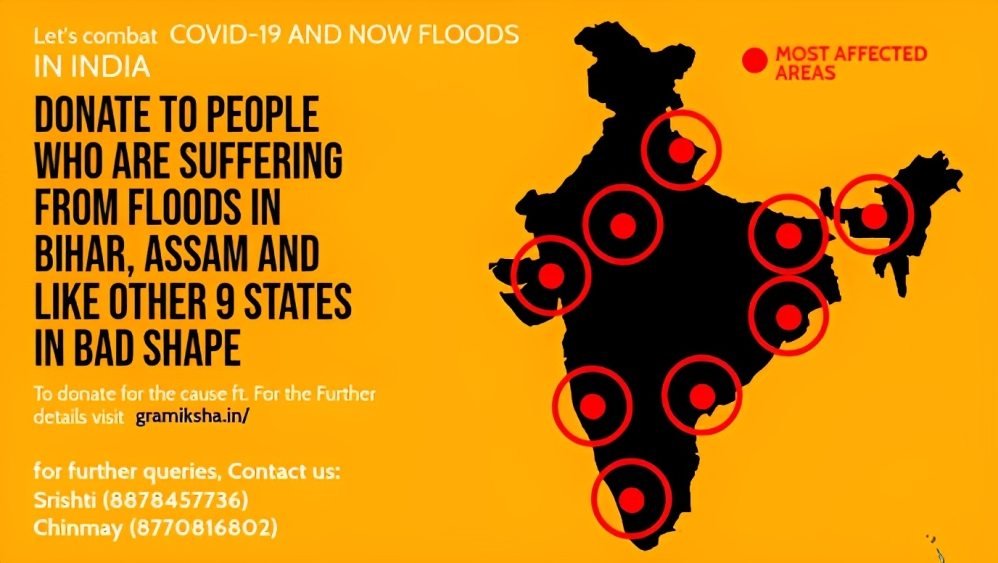 Let's combat COVID-19 AND NOW FLOODS
IN INDIA
DONATE TO PEOPLE
WHO ARE SUFFERING
FROM FLOODS IN
BIHAR, ASSAM AND
LIKE OTHER 9 STATES
IN BAD SHAPE
To donate for the cause ft. For the Further
details visit gramiksha.in/
for further queries, Contact us:
Srishti (8878457736)
Chinmay (8770816802)
MOST AFFECTED
AREAS